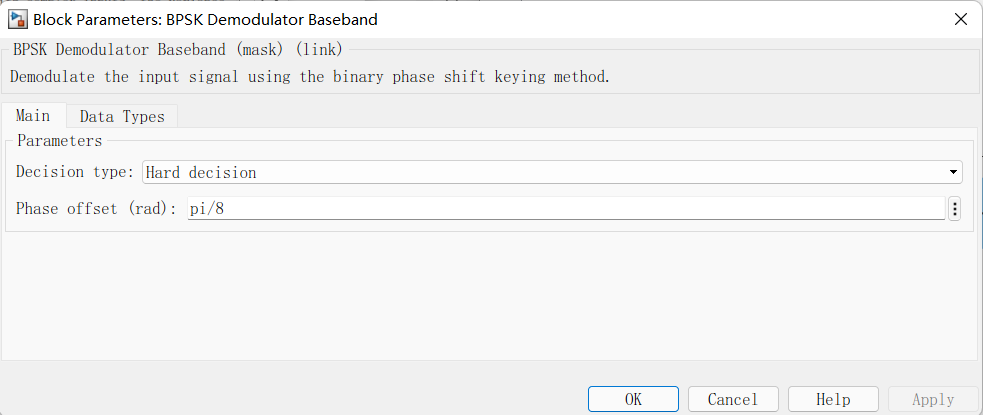 Block Parameters: BPSK Demodulator Baseband
BPSK Demodulator Baseband (mask) (link)
Demodulate the input signal using the binary phase shift keying method.
Main Data Types
Parameters
Decision type: Hard decision
Phase offset (rad): pi/8
OK Cancel Help Apply